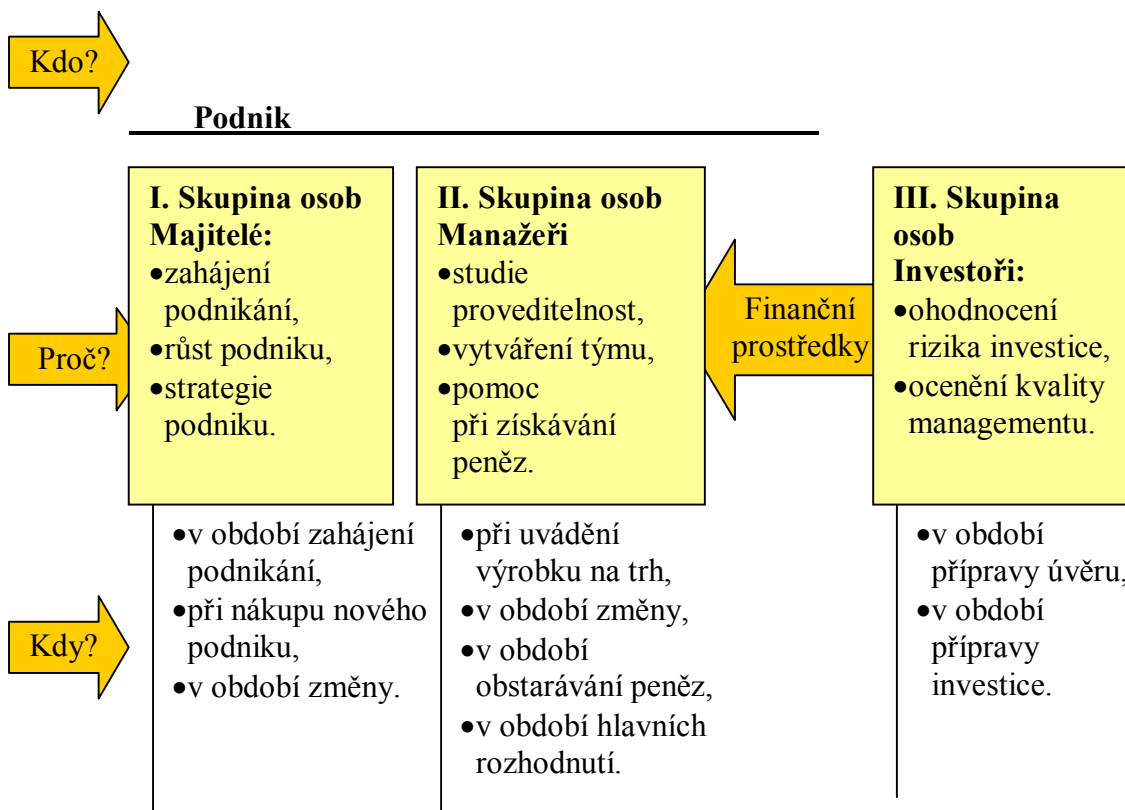 Kdo?
Podnik
I. Skupina osob
Majitelé:
•zahájení
podnikání,
•růst podniku,
•strategie
podniku.
II. Skupina osob
Manažeři
•studie
proveditelnost,
•vytváření týmu,
•pomoc
při získávání
peněz.
III. Skupina
osob
Investoři:
•ohodnocení
rizika investice,
•ocenění kvality
managementu.
Proč?
Finanční
prostředky
Kdy?
•v období zahájení
podnikání,
•při nákupu nového
podniku,
•v období změny.
•při uvádění
výrobku na trh,
•v období změny,
•v období
obstarávání peněz,
•v období hlavních
rozhodnutí.
•v období
přípravy úvěru,
•v období
přípravy
investice.